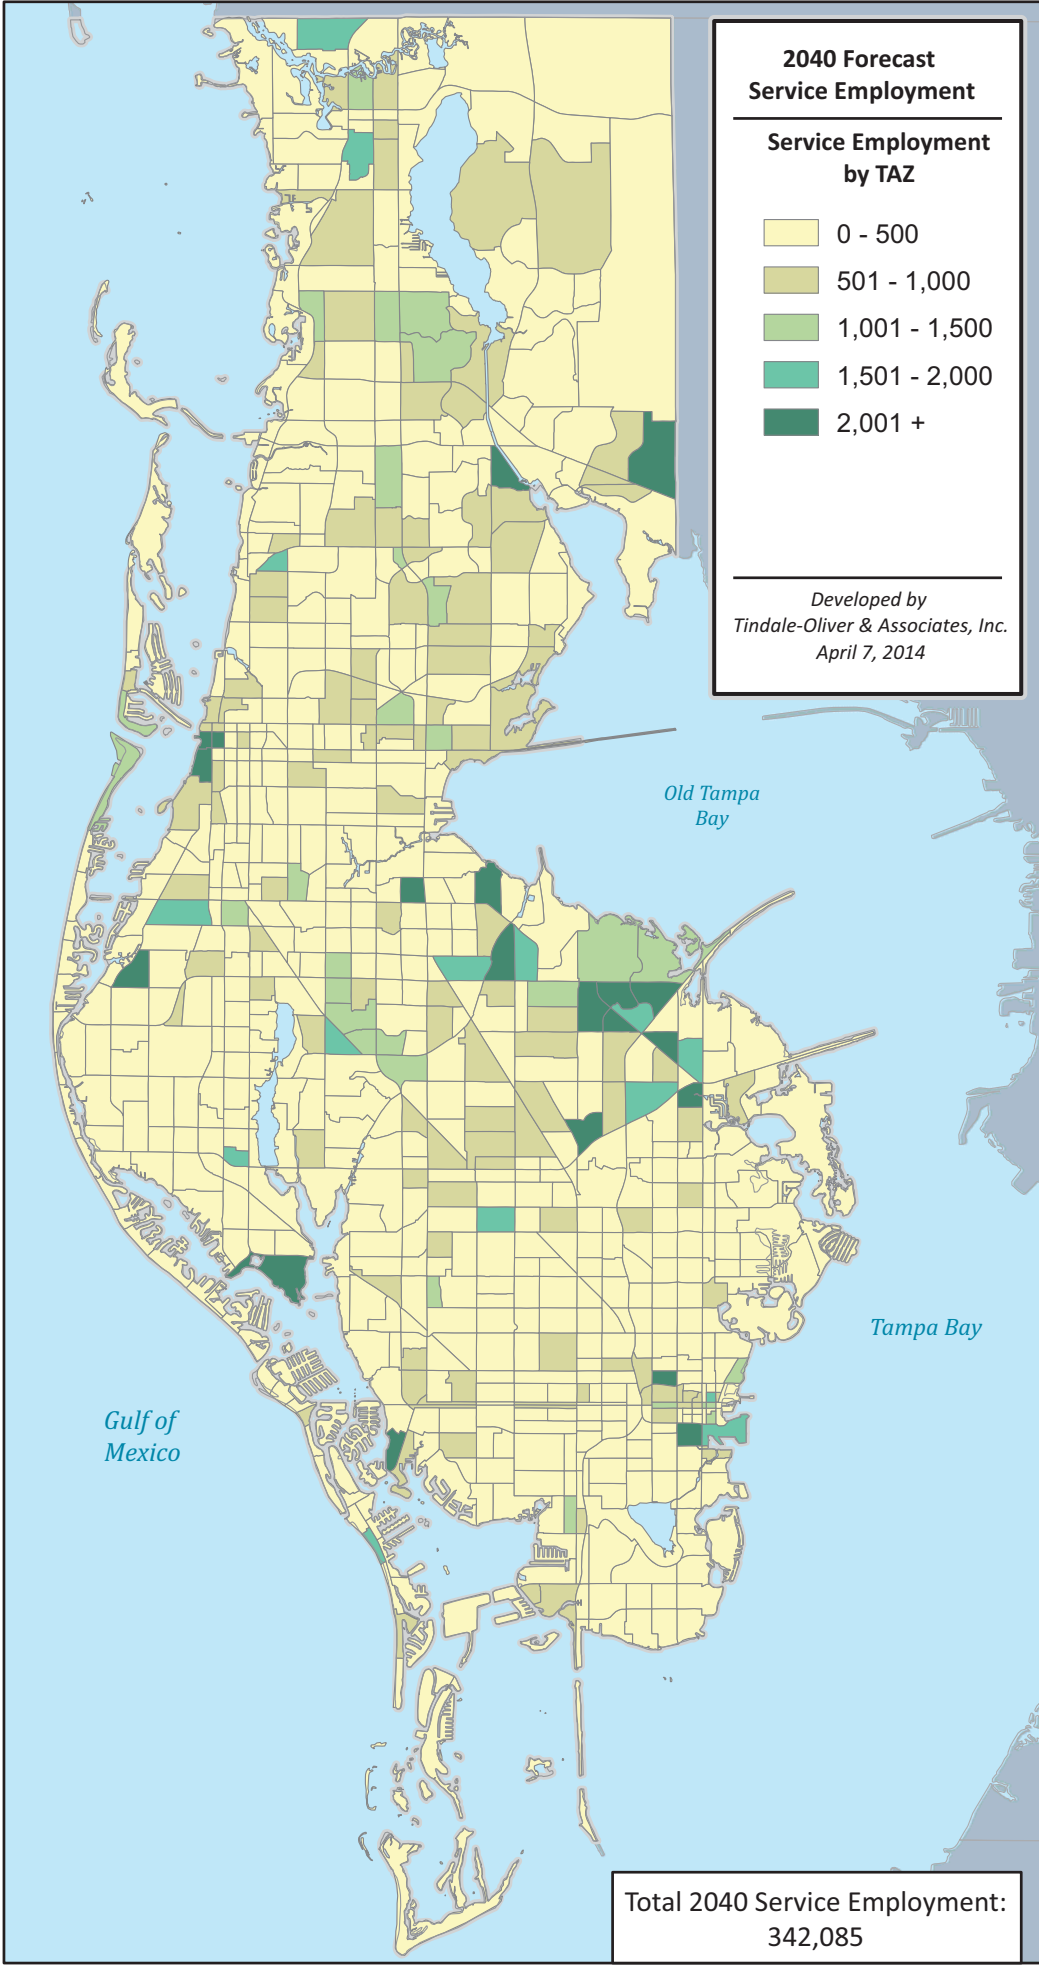 2040 Forecast
Service Employment
Service Employment
by TAZ
0 - 500
501 - 1,000
1,001 - 1,500
1,501 - 2,000
2,001 +
Developed by
Tindale-Oliver & Associates, Inc.
April 7, 2014
Old Tampa
Bay
Tampa Bay
Gulf of
Mexico
Total 2040 Service Employment:
342,085